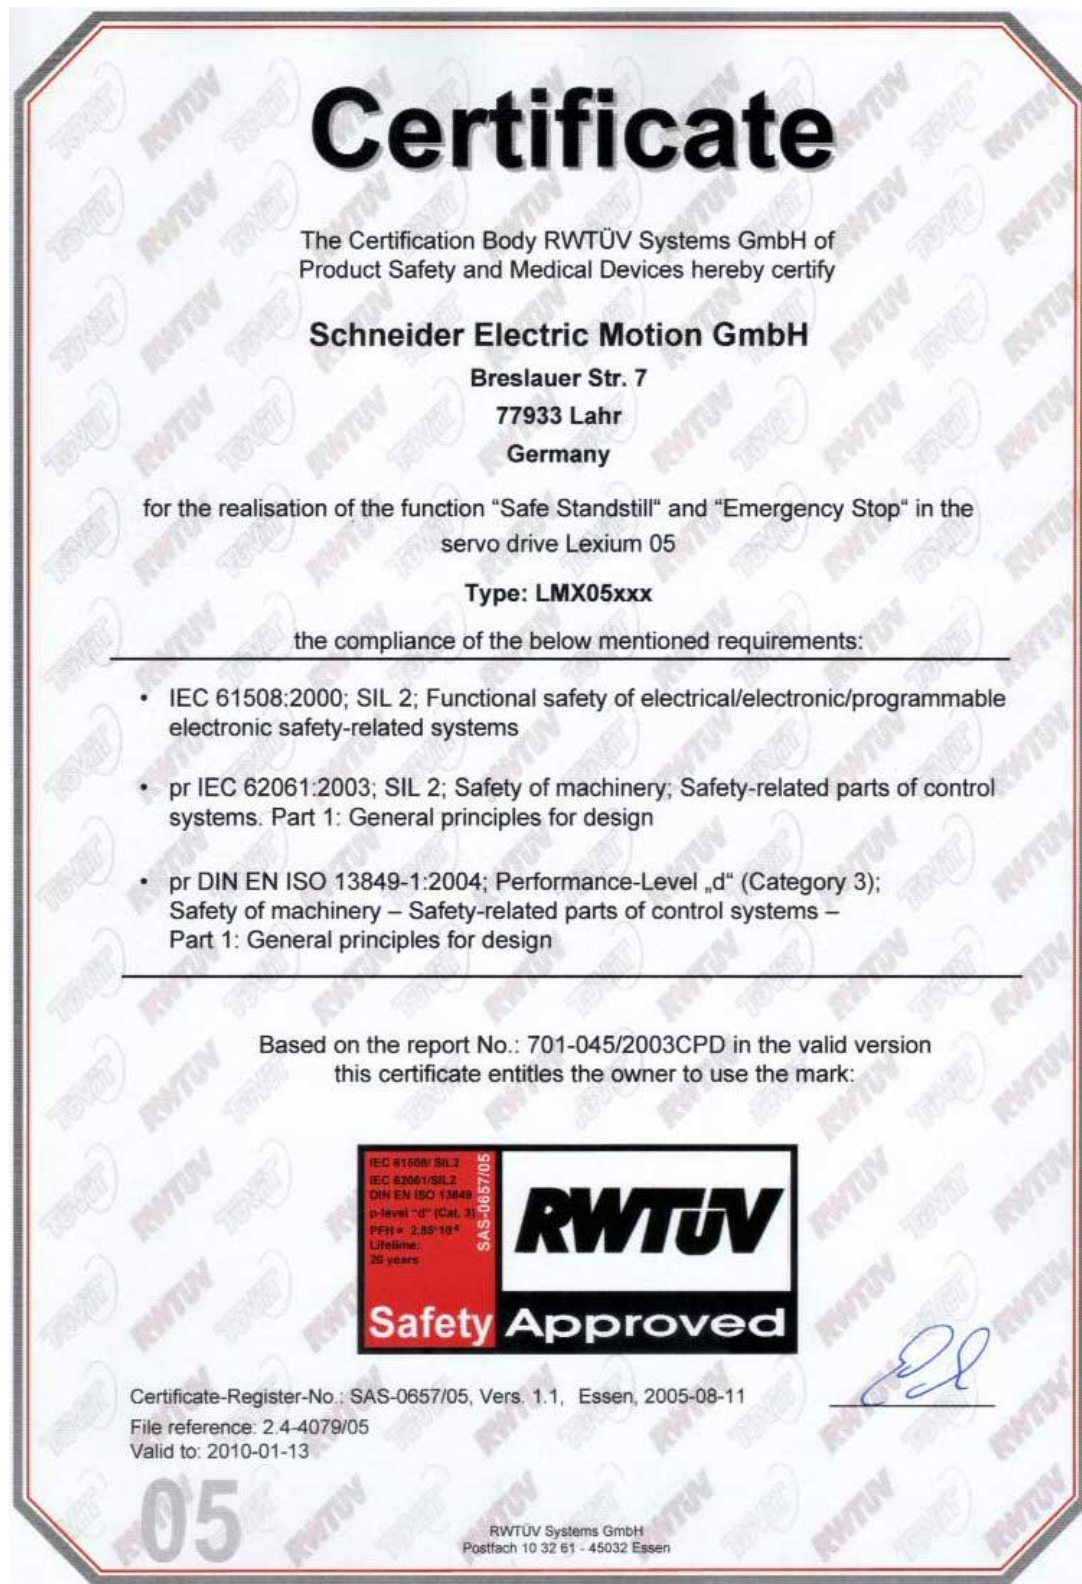 Certificate
The Certification Body RWTÜV Systems GmbH of
Product Safety and Medical Devices hereby certify
Schneider Electric Motion GmbH
Breslauer Str. 7
77933 Lahr
Germany
for the realisation of the function “Safe Standstill“ and “Emergency Stop“ in the
servo drive Lexium 05
Type: LMX05xxx
the compliance of the below mentioned requirements:
• IEC 61508:2000; SIL 2; Functional safety of electrical/electronic/programmable
electronic safety-related systems
• pr IEC 62061:2003; SIL 2; Safety of machinery; Safety-related parts of control
systems. Part 1: General principles for design
• pr DIN EN ISO 13849-1:2004; Performance-Level „d“ (Category 3);
Safety of machinery – Safety-related parts of control systems –
Part 1: General principles for design
Based on the report No.: 701-045/2003CPD in the valid version
this certificate entitles the owner to use the mark:
IEC 61508/ SIL2
IEC 62061/SIL2
DIN EN ISO 13849
p-level "d" (Cat. 3)
PFH =
Lifetime:
20 years
SAS-0657/05
RWTÜV
Safety Approved
Certificate-Register-No.: SAS-0657/05, Vers. 1.1, Essen, 2005-08-11
File reference: 2.4-4079/05
Valid to: 2010-01-13
05
RWTÜV Systems GmbH
Postfach 10 32 61 - 45032 Essen